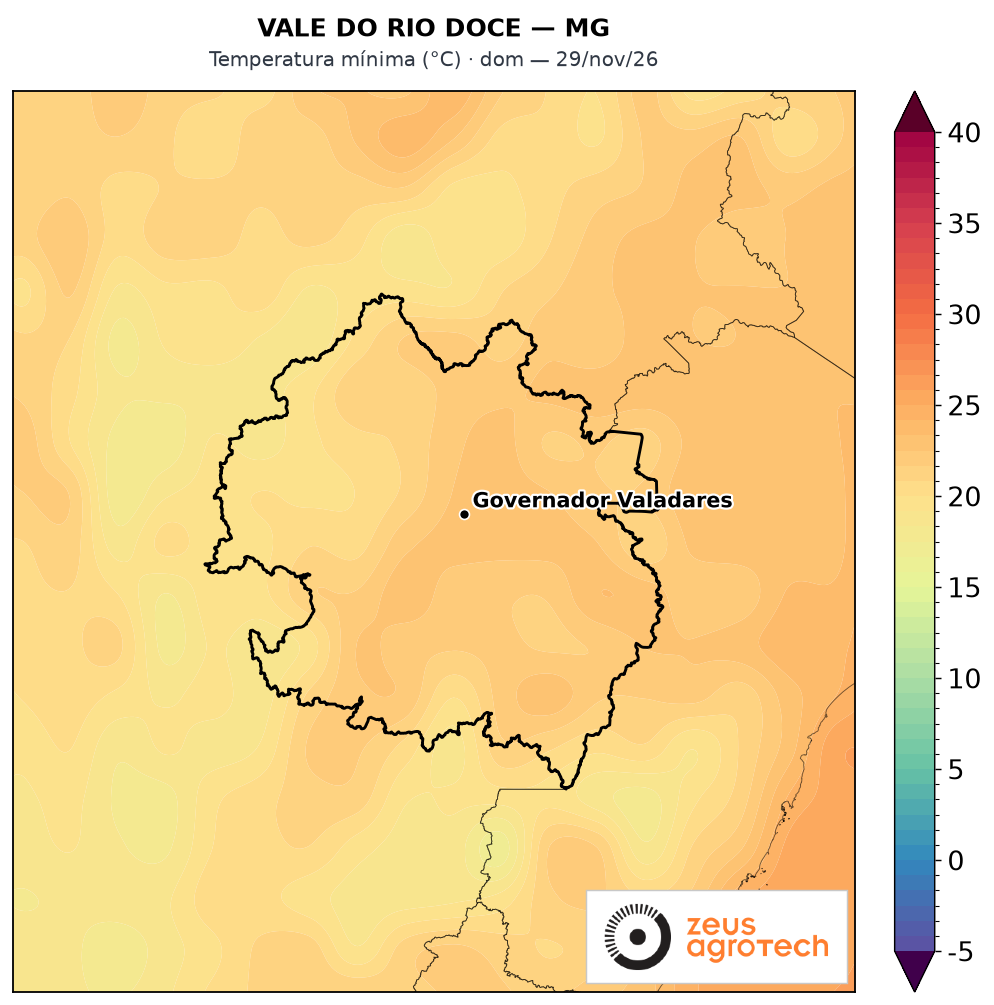 VALE DO RIO DOCE — MG
Temperatura mínima (°C) · dom — 29/nov/26
40
35
30
25
20
15
10
5
0
-5
Governador Valadares
zeus
agrotech